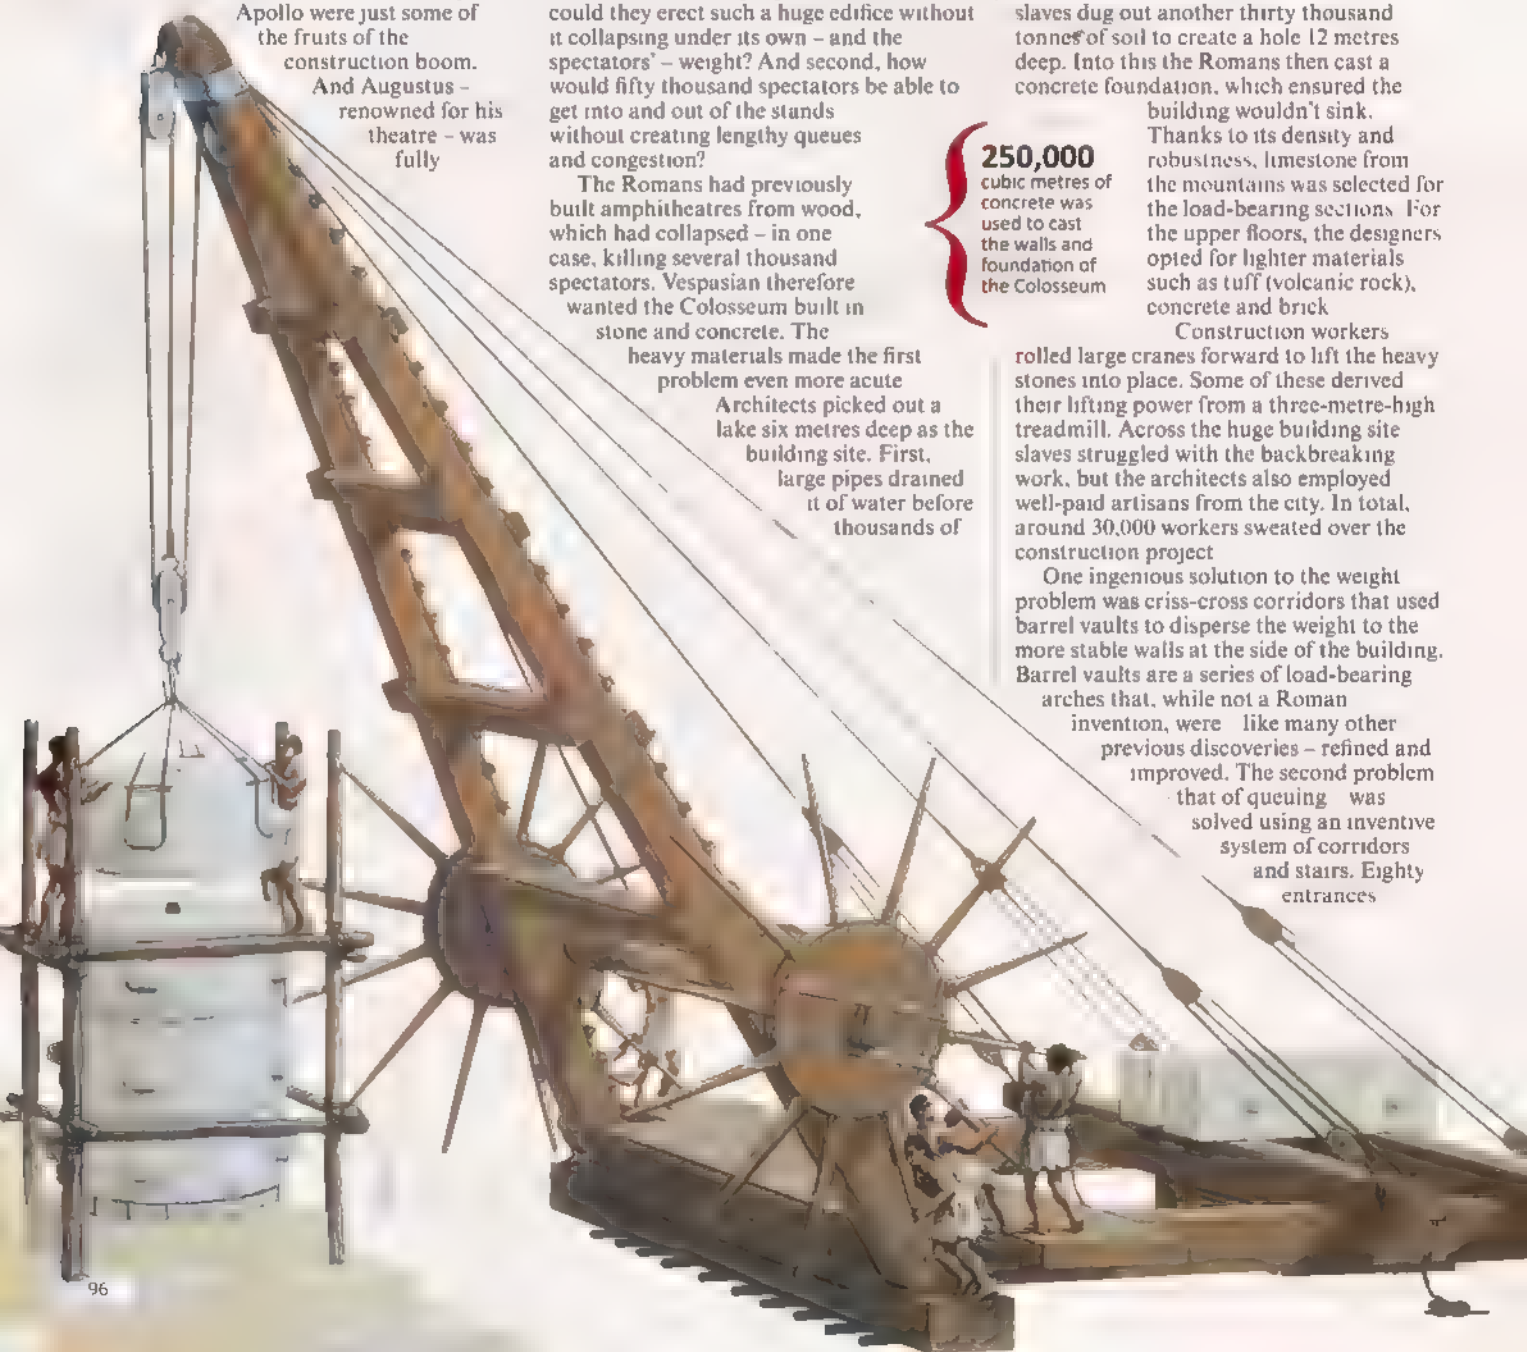 Apollo were just some of
the fruits of the
construction boom.
And Augustus –
renowned for his
theatre – was
fully
could they erect such a huge edifice without
it collapsing under its own – and the
spectators’ – weight? And second, how
would fifty thousand spectators be able to
get into and out of the stands
without creating lengthy queues
and congestion?
The Romans had previously
built amphitheatres from wood,
which had collapsed – in one
case, killing several thousand
spectators. Vespasian therefore
wanted the Colosseum built in
stone and concrete. The
heavy materials made the first
problem even more acute
Architects picked out a
lake six metres deep as the
building site. First,
large pipes drained
it of water before
thousands of
slaves dug out another thirty thousand
tonnes of soil to create a hole 12 metres
deep. Into this the Romans then cast a
concrete foundation, which ensured the
building wouldn't sink.
Thanks to its density and
robustness, limestone from
the mountains was selected for
the load-bearing sections For
the upper floors, the designers
opted for lighter materials
such as tuff (volcanic rock),
concrete and brick
Construction workers
rolled large cranes forward to lift the heavy
stones into place. Some of these derived
their lifting power from a three-metre-high
treadmill. Across the huge building site
slaves struggled with the backbreaking
work, but the architects also employed
well-paid artisans from the city. In total,
around 30,000 workers sweated over the
construction project
One ingenious solution to the weight
problem was criss-cross corridors that used
barrel vaults to disperse the weight to the
more stable walls at the side of the building.
Barrel vaults are a series of load-bearing
arches that, while not a Roman
invention, were like many other
previous discoveries – refined and
improved. The second problem
that of queuing was
solved using an inventive
system of corridors
and stairs. Eighty
entrances
250,000
cubic metres of
concrete was
used to cast
the walls and
foundation of
the Colosseum
96